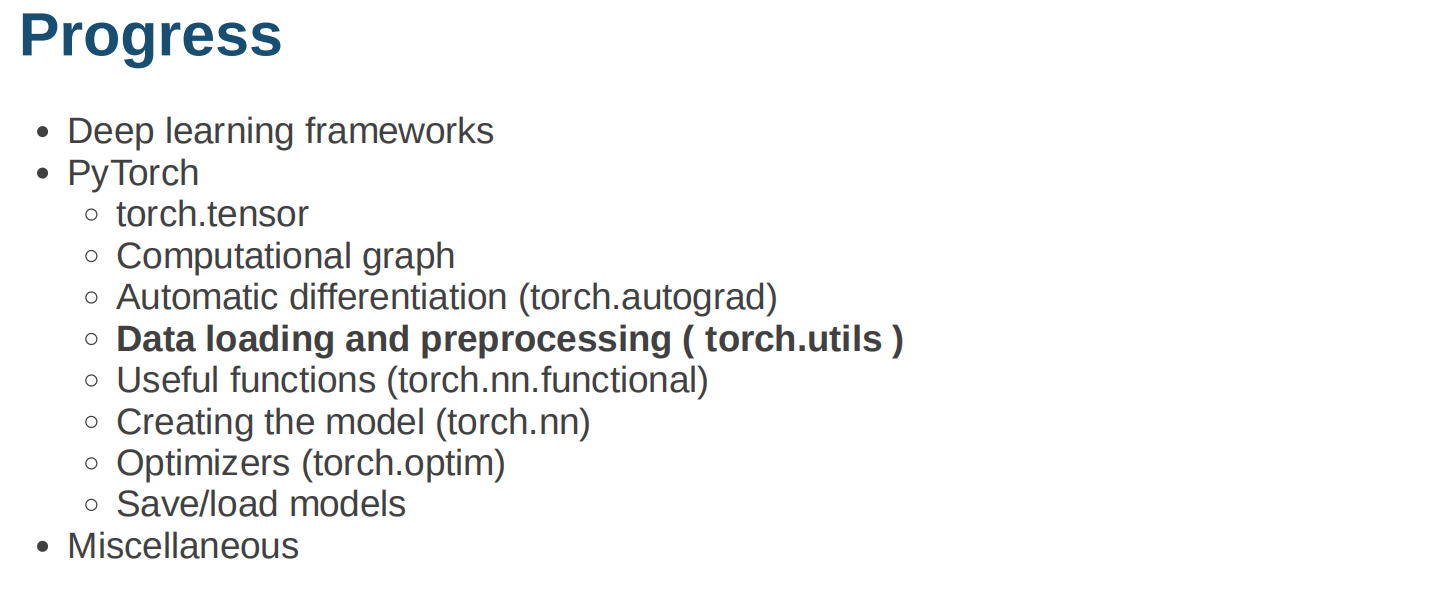 Progress
Deep learning frameworks
PyTorch
torch.tensor
Computational graph
Automatic differentiation (torch.autograd)
Data loading and preprocessing ( torch.utils )
Useful functions (torch.nn.functional)
Creating the model (torch.nn)
Optimizers (torch.optim)
Save/load models
Miscellaneous